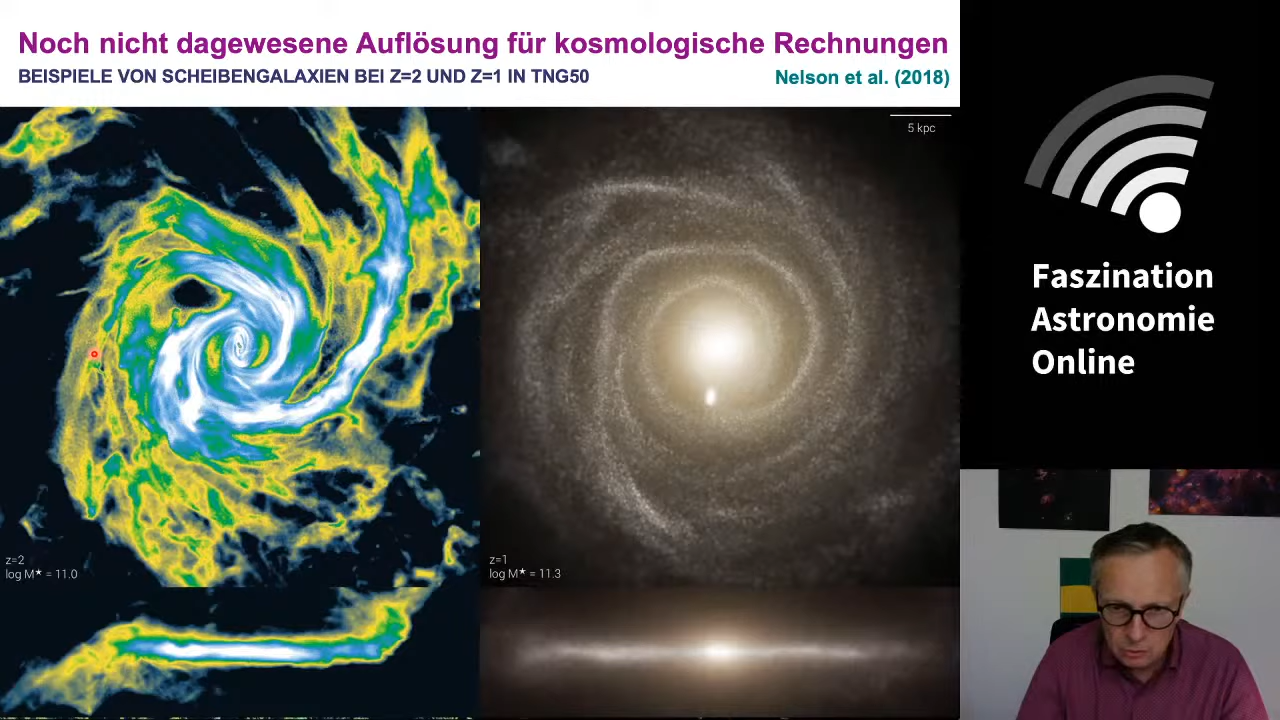 Noch nicht dagewesene Auflösung für kosmologische Rechnungen
BEISPIELE VON SCHEIBENGALAXIEN BEI Z=2 UND Z=1 IN TNG50
Nelson et al. (2018)
5 kpc
z=2
log M★ = 11.0
z=1
log M★ = 11.3
Faszination
Astronomie
Online